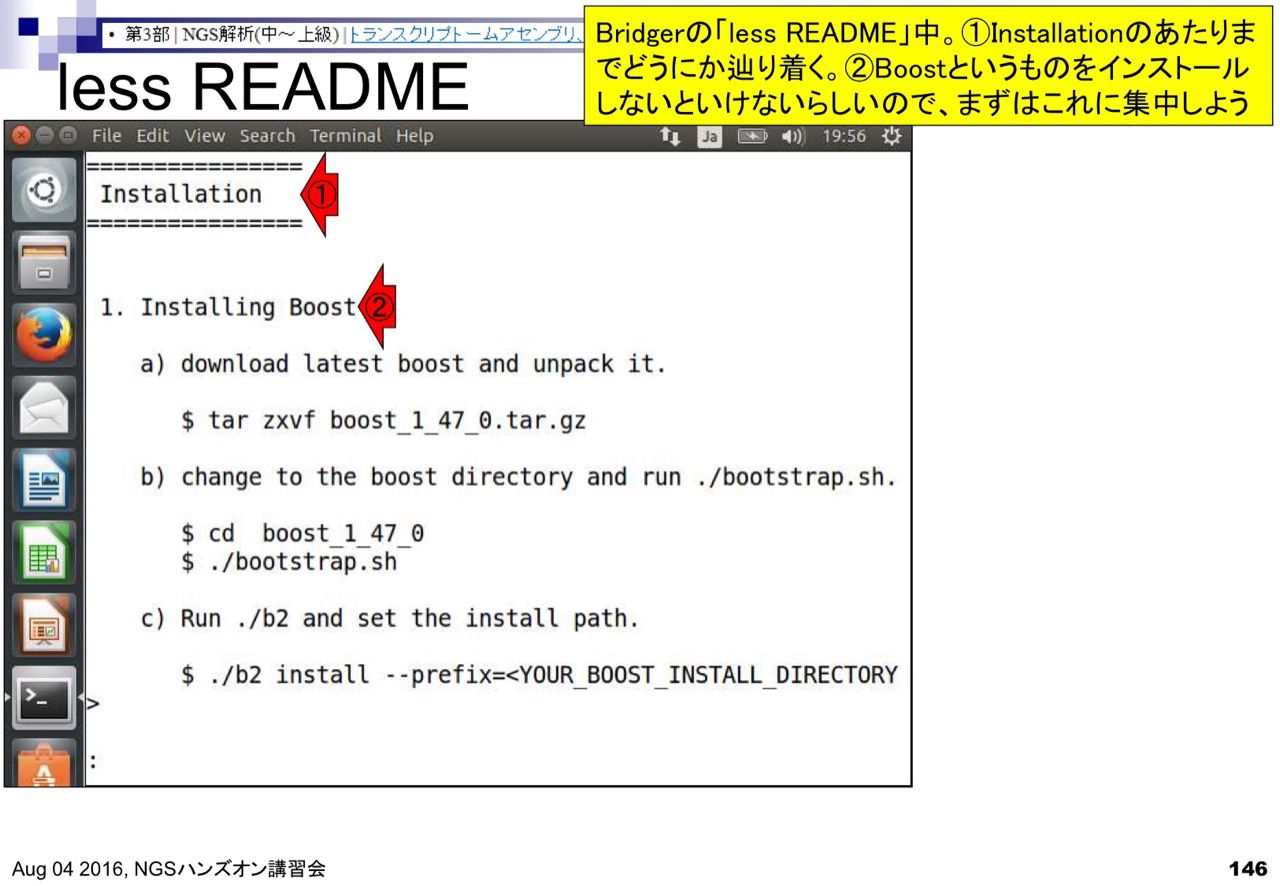 • 第3部 | NGS解析(中～上級) | トランスクリプトームアセンブリ、
less README
Bridgerの「less README」中。①Installationのあたりま
でどうにか辿り着く。②Boostというものをインストール
しないといけないらしいので、まずはこれに集中しよう
File Edit View Search Terminal Help
Ja
19:56
================
Installation
①
================
1. Installing Boost
②
a) download latest boost and unpack it.
$ tar zxvf boost_1_47_0.tar.gz
b) change to the boost directory and run ./bootstrap.sh.
$ cd  boost_1_47_0
$ ./bootstrap.sh
c) Run ./b2 and set the install path.
$ ./b2 install --prefix=<YOUR_BOOST_INSTALL_DIRECTORY
>
:
Aug 04 2016, NGSハンズオン講習会
146